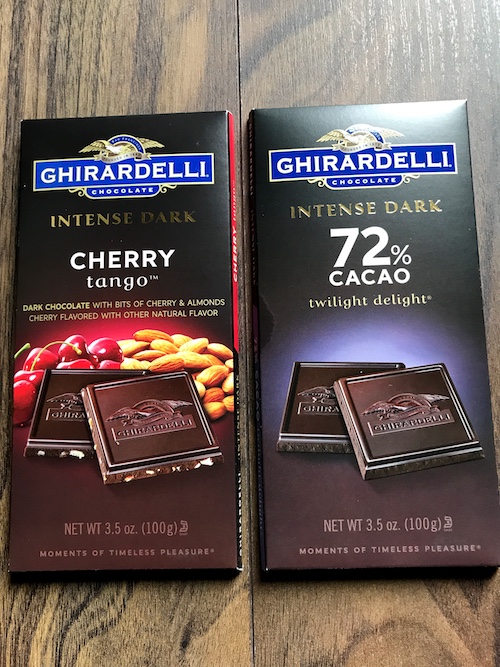 GHIRARDELLI
CHOCOLATE
INTENSE DARK
CHERRY
tango™
DARK CHOCOLATE WITH BITS OF CHERRY & ALMONDS
CHERRY FLAVORED WITH OTHER NATURAL FLAVOR
GHIRARDELLI
NET WT 3.5 oz. (100g)
MOMENTS OF TIMELESS PLEASURE®
GHIRARDELLI
CHOCOLATE
INTENSE DARK
72%
CACAO
twilight delight®
GHIRARDELLI
NET WT 3.5 oz. (100g)
MOMENTS OF TIMELESS PLEASURE®